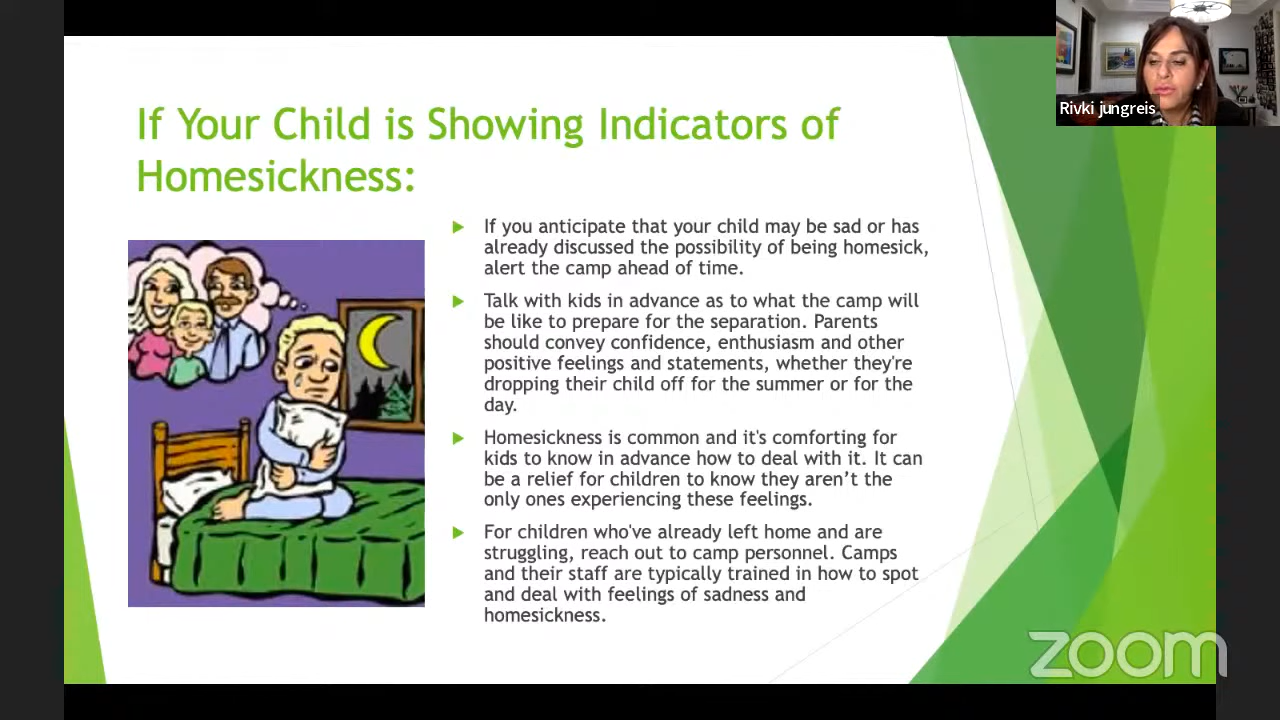 If Your Child is Showing Indicators of
Homesickness:
If you anticipate that your child may be sad or has
already discussed the possibility of being homesick,
alert the camp ahead of time.
Talk with kids in advance as to what the camp will
be like to prepare for the separation. Parents
should convey confidence, enthusiasm and other
positive feelings and statements, whether they're
dropping their child off for the summer or for the
day.
Homesickness is common and it's comforting for
kids to know in advance how to deal with it. It can
be a relief for children to know they aren’t the
only ones experiencing these feelings.
For children who've already left home and are
struggling, reach out to camp personnel. Camps
and their staff are typically trained in how to spot
and deal with feelings of sadness and
homesickness.
Rivki jungreis
zoom